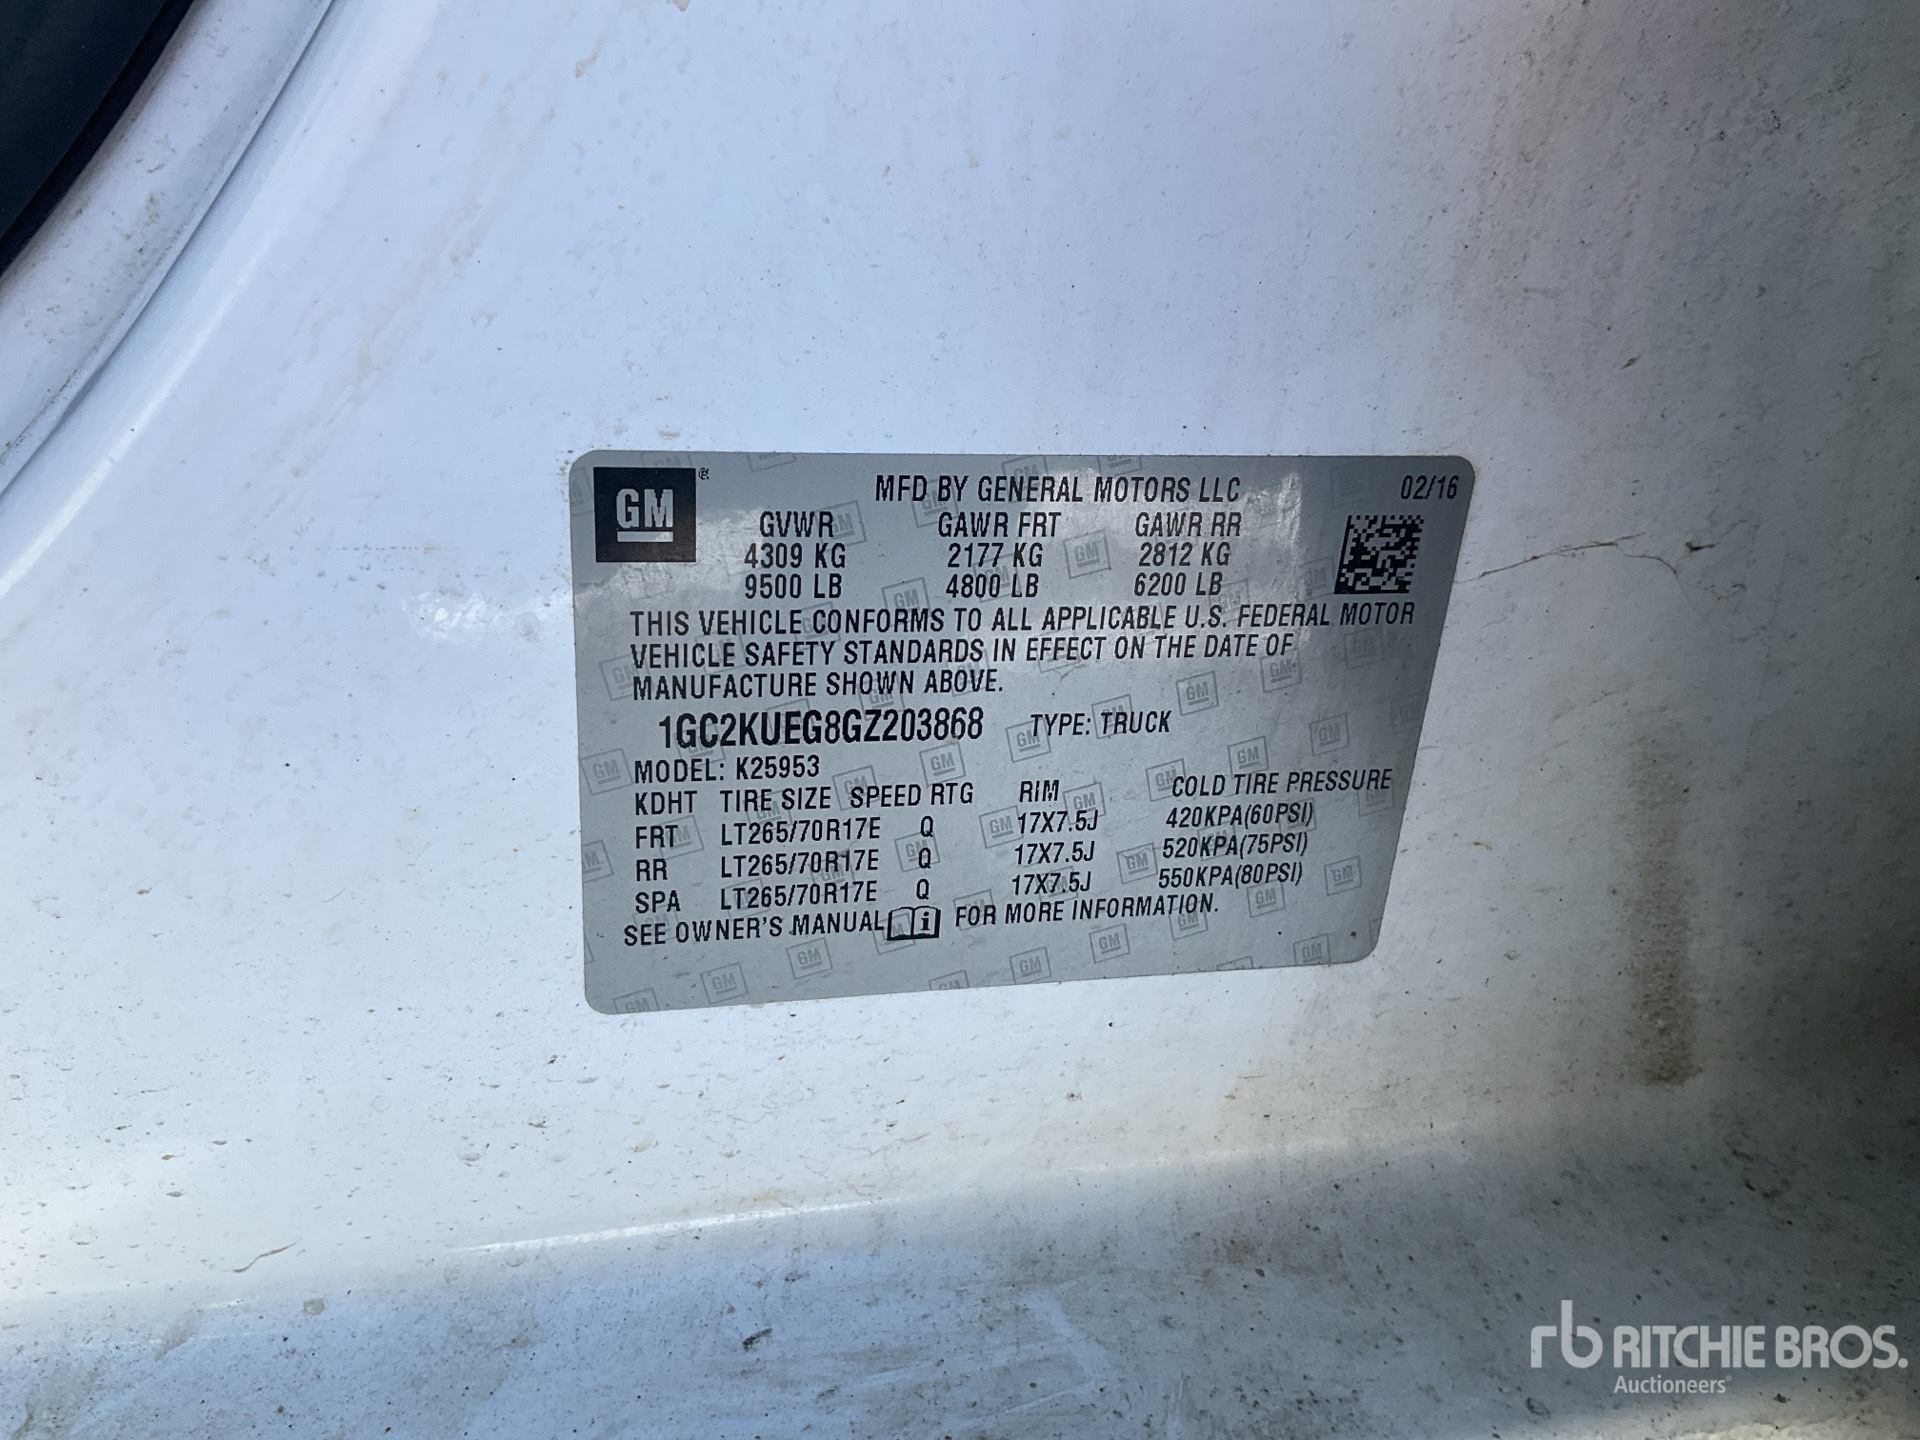 GM ®
MFD BY GENERAL MOTORS LLC 02/16
GVWR GAWR FRT GAWR RR
4309 KG 2177 KG 2812 KG
9500 LB 4800 LB 6200 LB
THIS VEHICLE CONFORMS TO ALL APPLICABLE U.S. FEDERAL MOTOR
VEHICLE SAFETY STANDARDS IN EFFECT ON THE DATE OF
MANUFACTURE SHOWN ABOVE.
1GC2KUEG8GZ203868 TYPE: TRUCK
MODEL: K25953
KDHT TIRE SIZE SPEED RTG RIM COLD TIRE PRESSURE
FRT LT265/70R17E Q 17X7.5J 420KPA(60PSI)
RR LT265/70R17E Q 17X7.5J 520KPA(75PSI)
SPA LT265/70R17E Q 17X7.5J 550KPA(80PSI)
SEE OWNER'S MANUAL i FOR MORE INFORMATION.
rb RITCHIE BROS.
Auctioneers